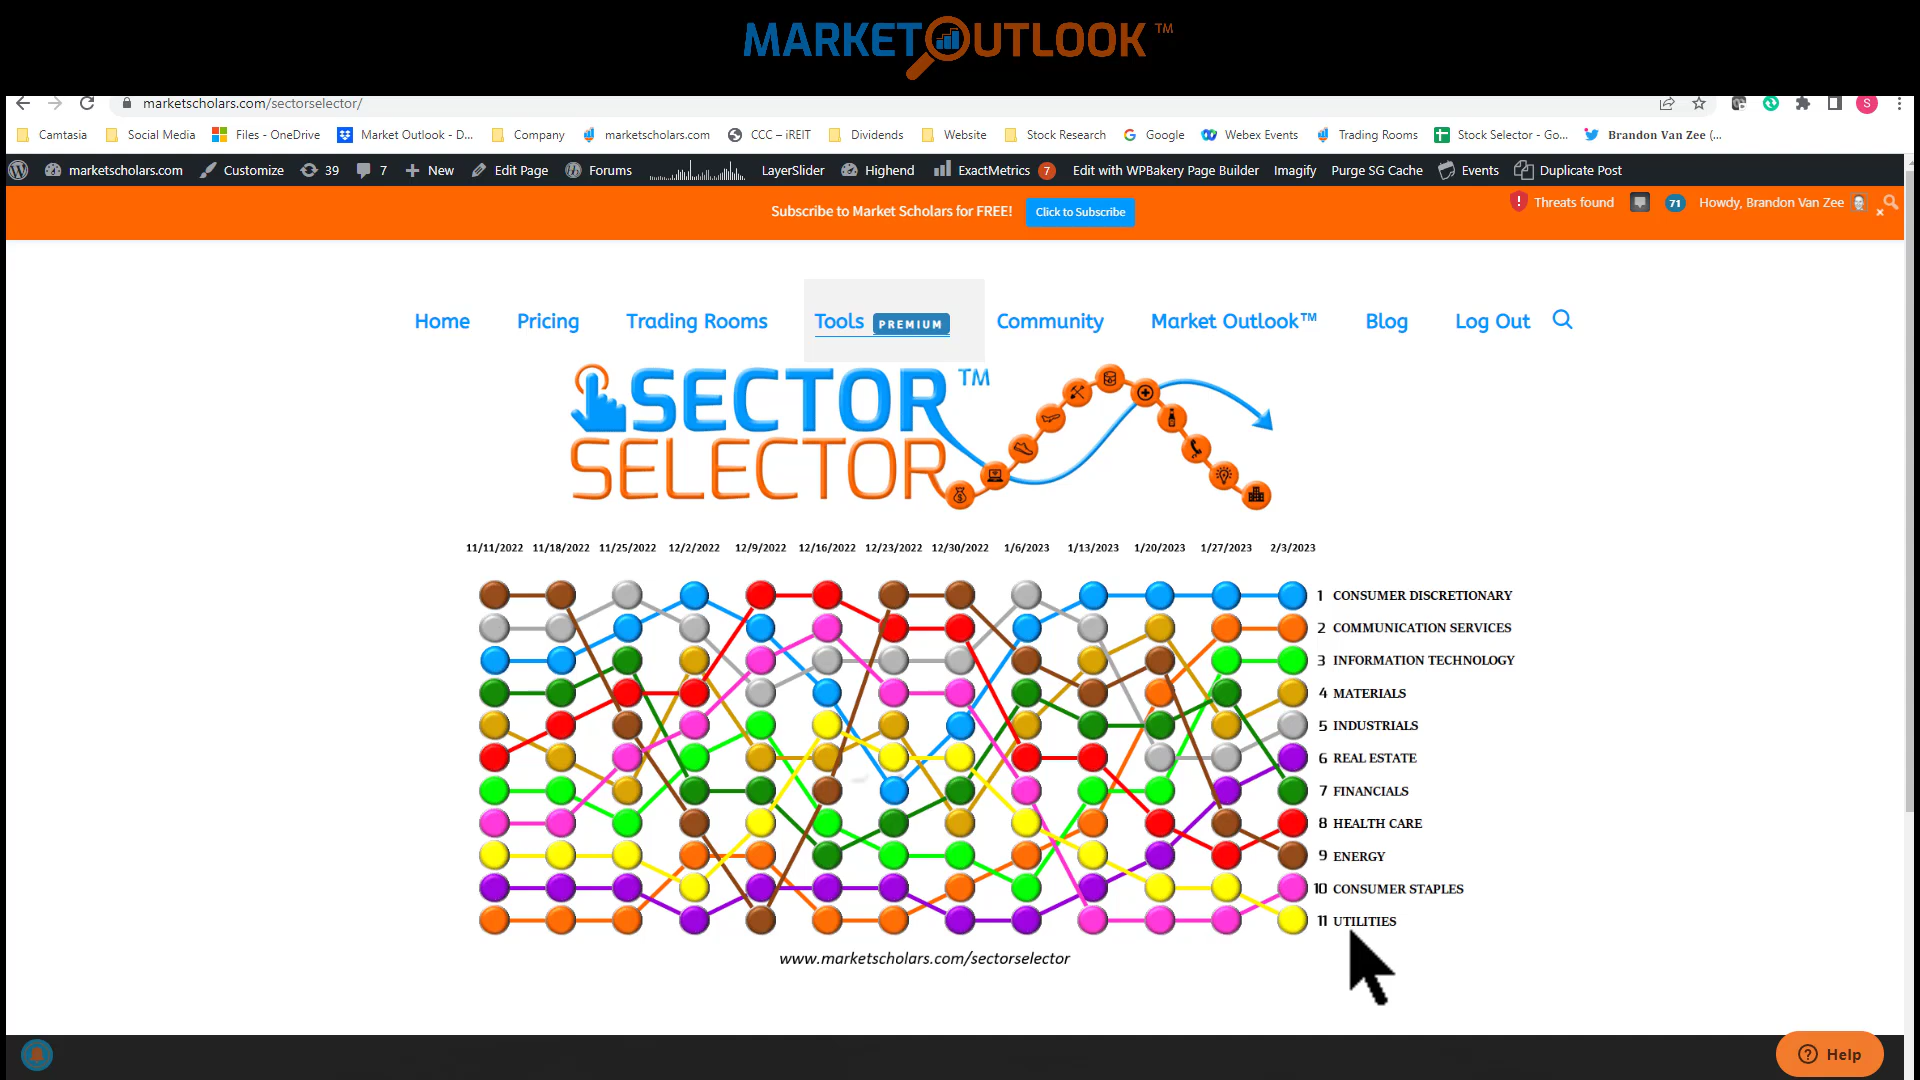 MARKETOUTLOOK™
marketscholars.com/sectorselector/
S
Camtasia Social Media Files - OneDrive Market Outlook - D... Company marketscholars.com CCC – iREIT Dividends Website Stock Research Google Webex Events Trading Rooms Stock Selector - Go... Brandon Van Zee (...
marketscholars.com Customize 39 7 New Edit Page Forums LayerSlider Highend ExactMetrics 7 Edit with WPBakery Page Builder Imagify Purge SG Cache Events Duplicate Post
Subscribe to Market Scholars for FREE! Click to Subscribe Threats found 71 Howdy, Brandon Van Zee
Home Pricing Trading Rooms Tools PREMIUM Community Market Outlook™ Blog Log Out
SECTOR™
SELECTOR
11/11/2022 11/18/2022 11/25/2022 12/2/2022 12/9/2022 12/16/2022 12/23/2022 12/30/2022 1/6/2023 1/13/2023 1/20/2023 1/27/2023 2/3/2023
1 CONSUMER DISCRETIONARY
2 COMMUNICATION SERVICES
3 INFORMATION TECHNOLOGY
4 MATERIALS
5 INDUSTRIALS
6 REAL ESTATE
7 FINANCIALS
8 HEALTH CARE
9 ENERGY
10 CONSUMER STAPLES
11 UTILITIES
www.marketscholars.com/sectorselector
Help